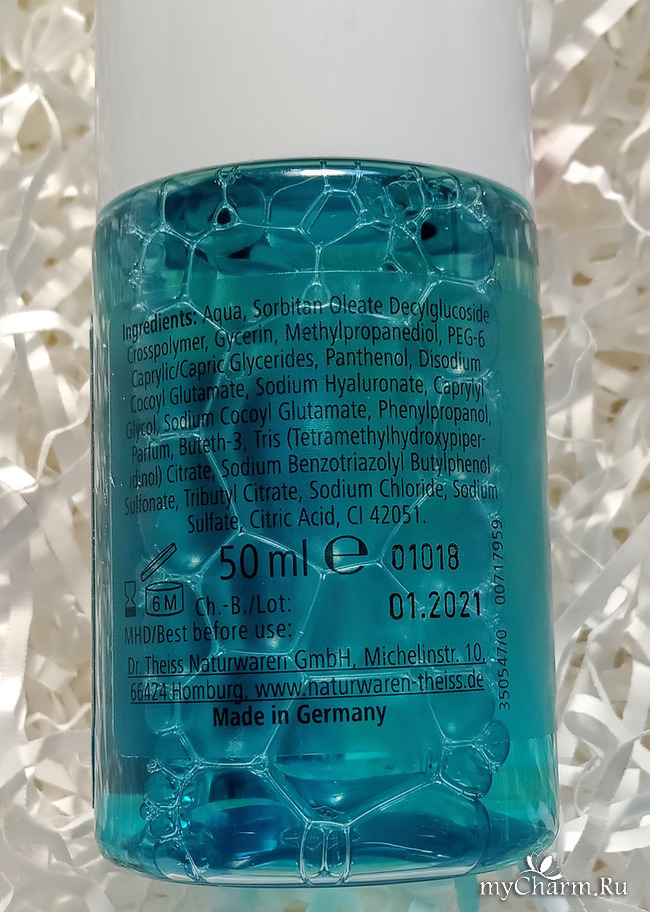 Ingredients: Aqua, Sorbitan Oleate Decylglucoside
Crosspolymer, Glycerin, Methylpropanediol, PEG-6
Caprylic/Capric Glycerides, Panthenol, Disodium
Cocoyl Glutamate, Sodium Hyaluronate, Caprylyl
Glycol, Sodium Cocoyl Glutamate, Phenylpropanol,
Parfum, Buteth-3, Tris (Tetramethylhydroxypiper-
idinol) Citrate, Sodium Benzotriazolyl Butylphenol
Sulfonate, Tributyl Citrate, Sodium Chloride, Sodium
Sulfate, Citric Acid, CI 42051.
50 ml e 01018
6 M Ch.-B./Lot: 01.2021
MHD/Best before use:
Dr. Theiss Naturwaren GmbH, Michelinstr. 10,
66424 Homburg, www.naturwaren-theiss.de
Made in Germany
350547/0 00717959
myCharm.Ru